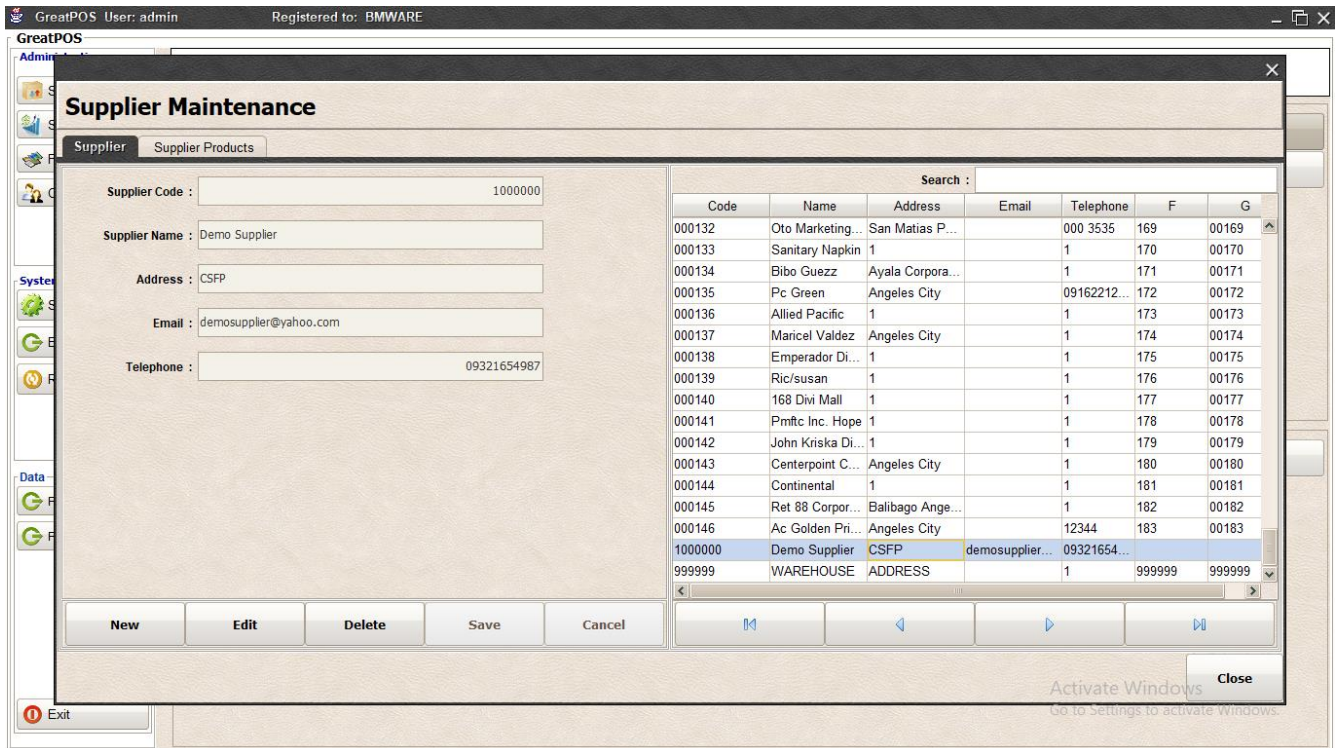 GreatPOS User: admin Registered to: BMWARE
GreatPOS
Supplier Maintenance
Supplier Supplier Products
Supplier Code : 1000000
Supplier Name : Demo Supplier
Address : CSFP
Email : demosupplier@yahoo.com
Telephone : 09321654987
Search :
Code Name Address Email Telephone F G
000132 Oto Marketing... San Matias P... 000 3535 169 00169
000133 Sanitary Napkin 1 1 170 00170
000134 Bibo Guezz Ayala Corpora... 1 171 00171
000135 Pc Green Angeles City 09162212... 172 00172
000136 Allied Pacific 1 1 173 00173
000137 Maricel Valdez Angeles City 1 174 00174
000138 Emperador Di... 1 1 175 00175
000139 Ric/susan 1 1 176 00176
000140 168 Divi Mall 1 1 177 00177
000141 Pmftc Inc. Hope 1 1 178 00178
000142 John Kriska Di... 1 1 179 00179
000143 Centerpoint C... Angeles City 1 180 00180
000144 Continental 1 1 181 00181
000145 Ret 88 Corpor... Balibago Ange... 1 182 00182
000146 Ac Golden Pri... Angeles City 12344 183 00183
1000000 Demo Supplier CSFP demosupplier... 09321654...
999999 WAREHOUSE ADDRESS 1 999999 999999
New Edit Delete Save Cancel
Close
Data
Exit
Activate Windows
Go to Settings to activate Windows.